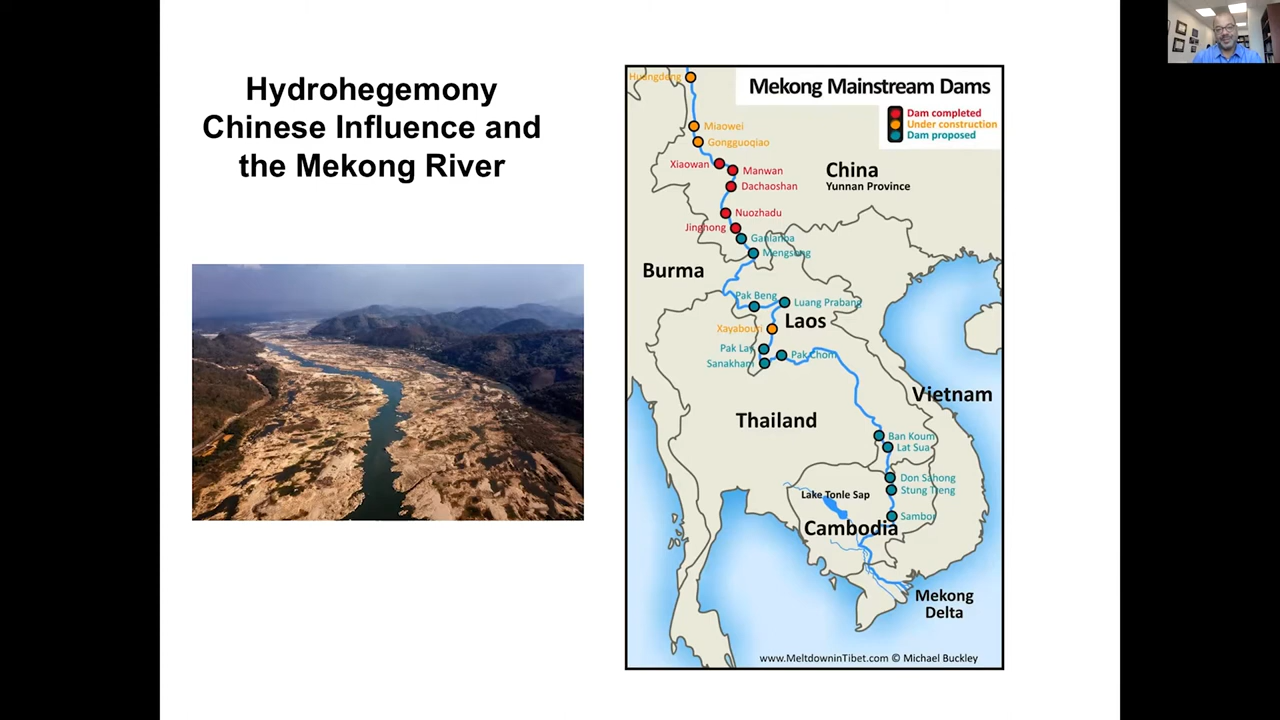 Hydrohegemony
Chinese Influence and
the Mekong River
Mekong Mainstream Dams
Dam completed
Under construction
Dam proposed
Huangdeng
Miaowei
Gongguoqiao
Xiaowan
Manwan
Dachaoshan
China
Yunnan Province
Nuozhadu
Jinghong
Ganlanba
Mengsong
Burma
Pak Beng
Luang Prabang
Xayabouri
Laos
Pak Lay
Pak Chom
Sanakham
Vietnam
Thailand
Ban Koum
Lat Sua
Don Sahong
Stung Treng
Lake Tonle Sap
Sambor
Cambodia
Mekong
Delta
www.MeltdowninTibet.com © Michael Buckley